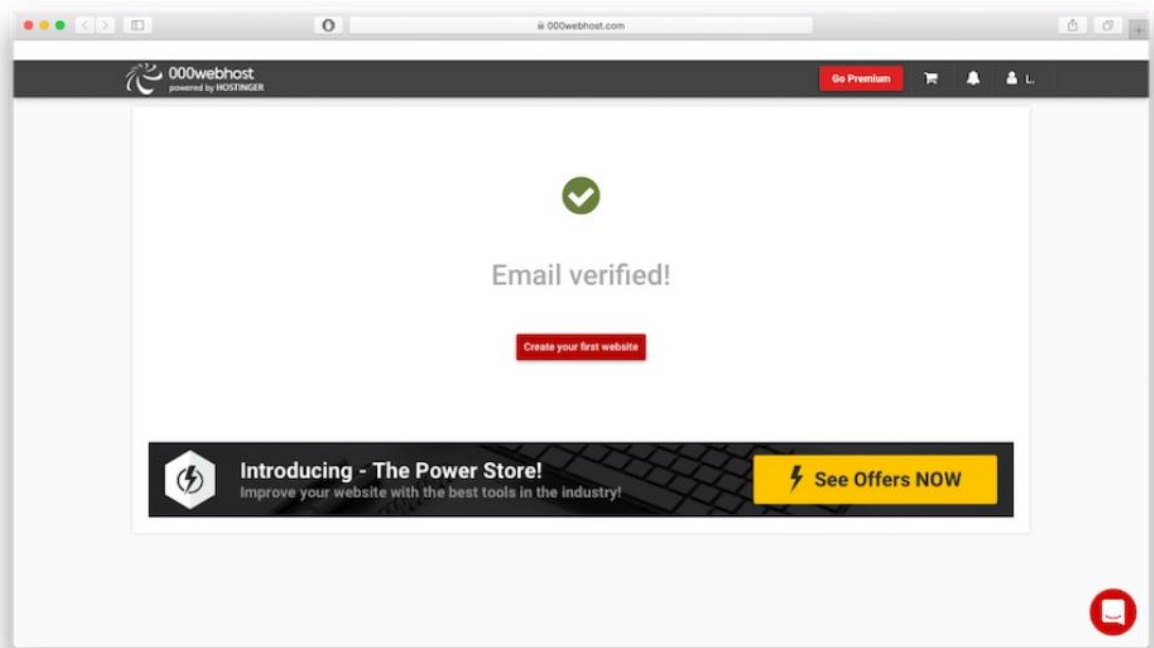 000webhost.com
000webhost
powered by HOSTINGER
Go Premium
L.
Email verified!
Create your first website
Introducing - The Power Store!
Improve your website with the best tools in the industry!
See Offers NOW